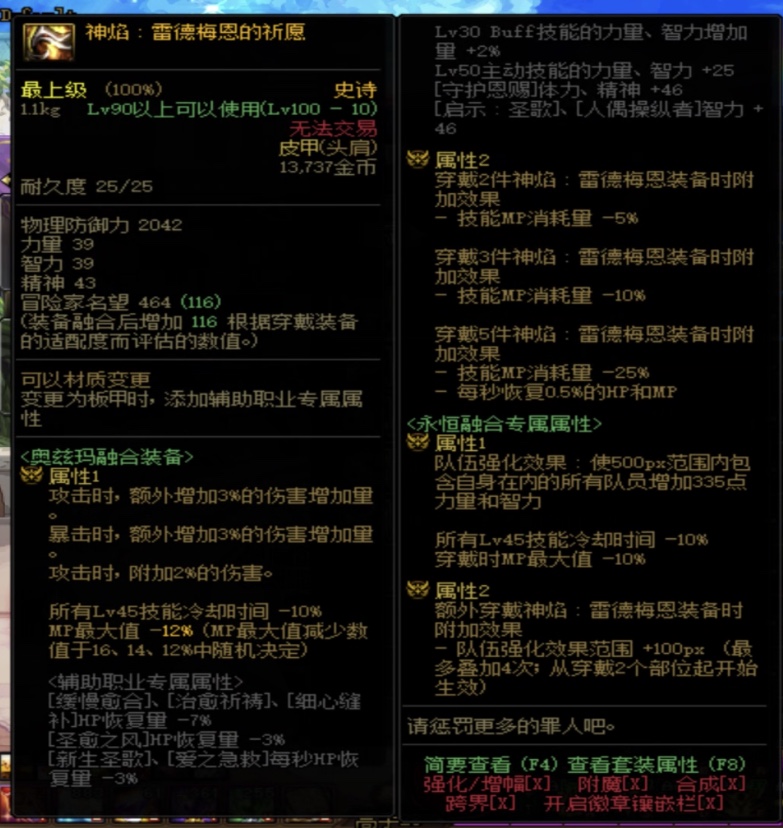 神焰：雷德梅恩的祈愿
最上级 (100%) 史诗
1.1kg Lv90以上可以使用(Lv100 - 10)
无法交易
皮甲(头肩)
13,737金币
耐久度 25/25
物理防御力 2042
力量 39
智力 39
精神 43
冒险家名望 464 (116)
(装备融合后增加 116 根据穿戴装备
的适配度而评估的数值。)
可以材质变更
变更为板甲时，添加辅助职业专属属
性
<奥兹玛融合装备>
属性1
攻击时，额外增加3%的伤害增加量
。
暴击时，额外增加3%的伤害增加量
。
攻击时，附加2%的伤害。
所有Lv45技能冷却时间 -10%
MP最大值 -12% (MP最大值减少数
值于16、14、12%中随机决定)
<辅助职业专属属性>
[缓慢愈合]、[治愈祈祷]、[细心缝
补]HP恢复量 -7%
[圣愈之风]HP恢复量 -3%
[新生圣歌]、[爱之急救]每秒HP恢
复量 -3%
Lv30 Buff技能的力量、智力增加
量 +2%
Lv50主动技能的力量、智力 +25
[守护恩赐]体力、精神 +46
[启示：圣歌]、[人偶操纵者]智力 +
46
属性2
穿戴2件神焰：雷德梅恩装备时附
加效果
- 技能MP消耗量 -5%
穿戴3件神焰：雷德梅恩装备时附
加效果
- 技能MP消耗量 -10%
穿戴5件神焰：雷德梅恩装备时附
加效果
- 技能MP消耗量 -25%
- 每秒恢复0.5%的HP和MP
<永恒融合专属属性>
属性1
队伍强化效果：使500px范围内包
含自身在内的所有队员增加335点
力量和智力
所有Lv45技能冷却时间 -10%
穿戴时MP最大值 -10%
属性2
额外穿戴神焰：雷德梅恩装备时
附加效果
- 队伍强化效果范围 +100px (最
多叠加4次；从穿戴2个部位起开始
生效)
请惩罚更多的罪人吧。
简要查看 (F4) 查看套装属性 (F8)
强化/增幅[X] 附魔[X] 合成[X]
跨界[X] 开启徽章镶嵌栏[X]